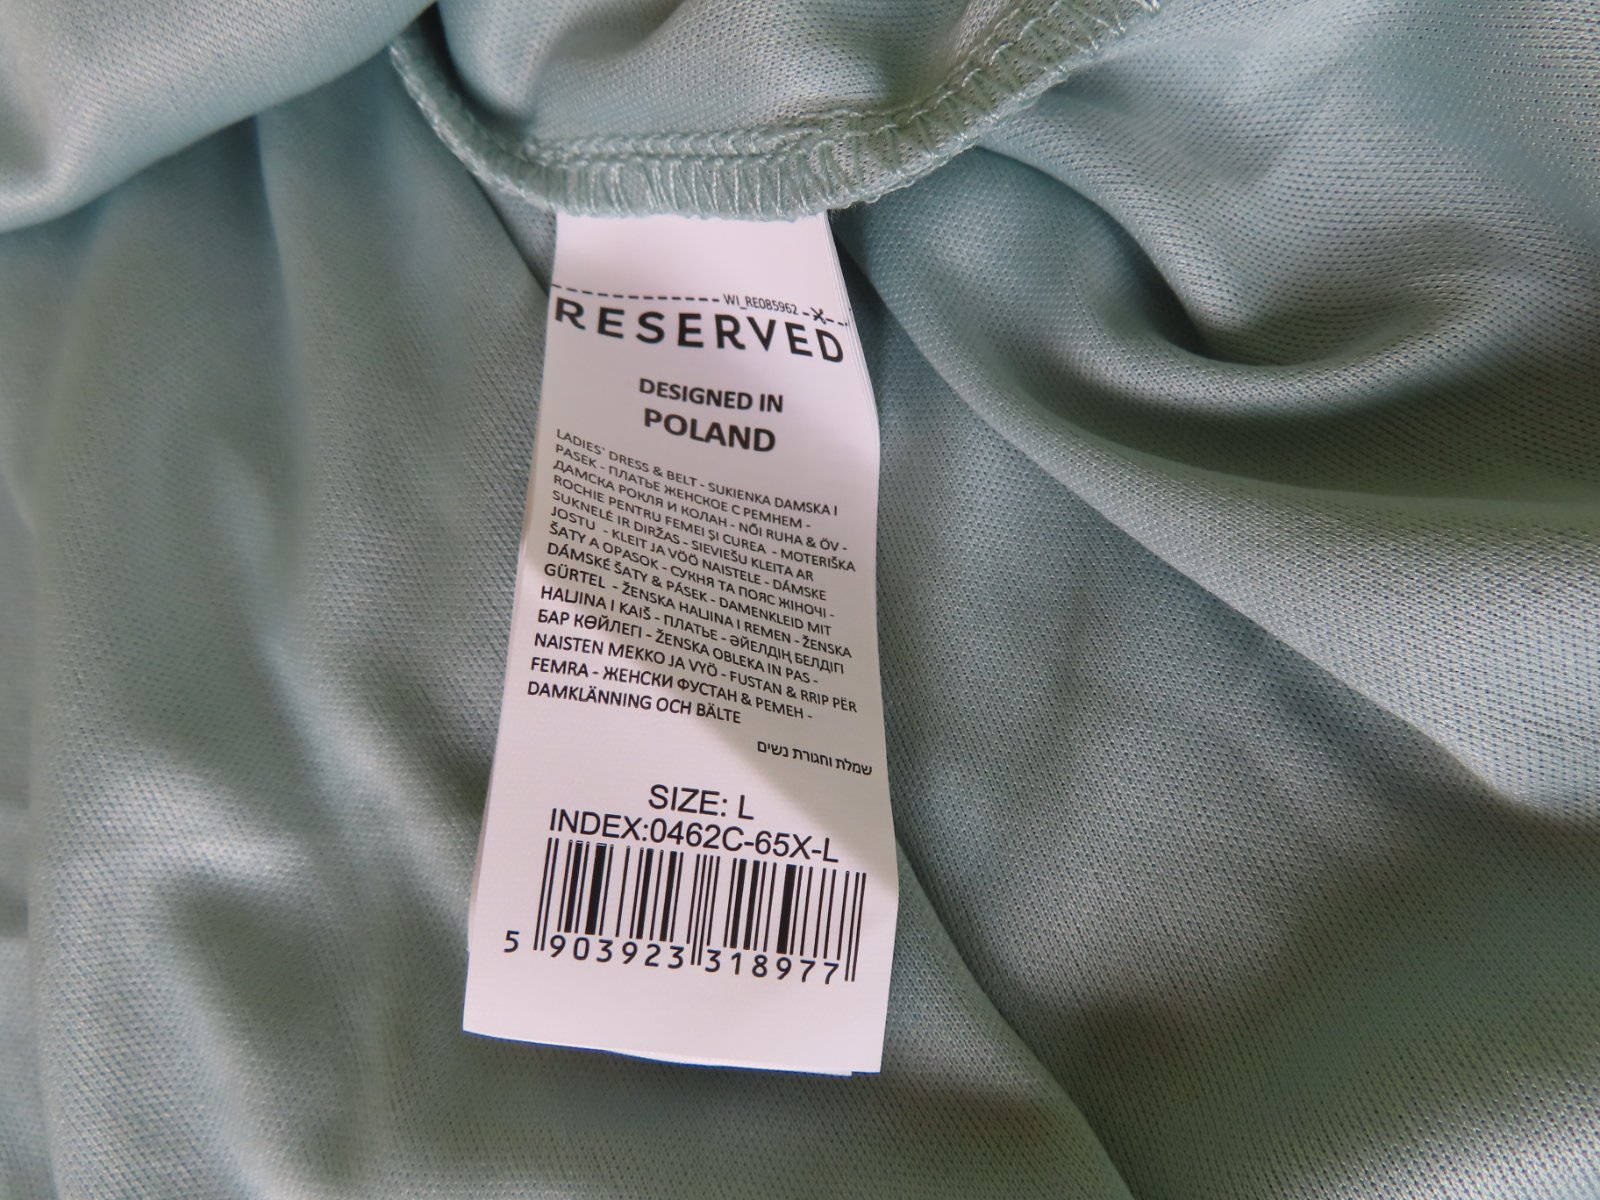 WI_RE085962
RESERVED
DESIGNED IN
POLAND
LADIES' DRESS & BELT - SUKIENKA DAMSKA I
PASEK - ПЛАТЬЕ ЖЕНСКОЕ С РЕМНЕМ -
ДАМСКА РОКЛЯ И КОЛАН - NŐI RUHA & ÖV -
ROCHIE PENTRU FEMEI ȘI CUREA - MOTERIŠKA
SUKNELĖ IR DIRŽAS - SIEVIEŠU KLEITA AR
JOSTU - KLEIT JA VÖÖ NAISTELE - DÁMSKE
ŠATY A OPASOK - СУКНЯ ТА ПОЯС ЖІНОЧІ -
DÁMSKÉ ŠATY & PÁSEK - DAMENKLEID MIT
GÜRTEL - ŽENSKA HALJINA I REMEN - ŽENSKA
HALJINA I KAIŠ - ПЛАТЬЕ - ӘЙЕЛДІҢ БЕЛДІГІ
БАР КӨЙЛЕГІ - ŽENSKA OBLEKA IN PAS -
NAISTEN MEKKO JA VYÖ - FUSTAN & RRIP PËR
FEMRA - ЖЕНСКИ ФУСТАН & РЕМЕН -
DAMKLÄNNING OCH BÄLTE
שמלת וחגורת נשים
SIZE: L
INDEX:0462C-65X-L
5 903923 318977